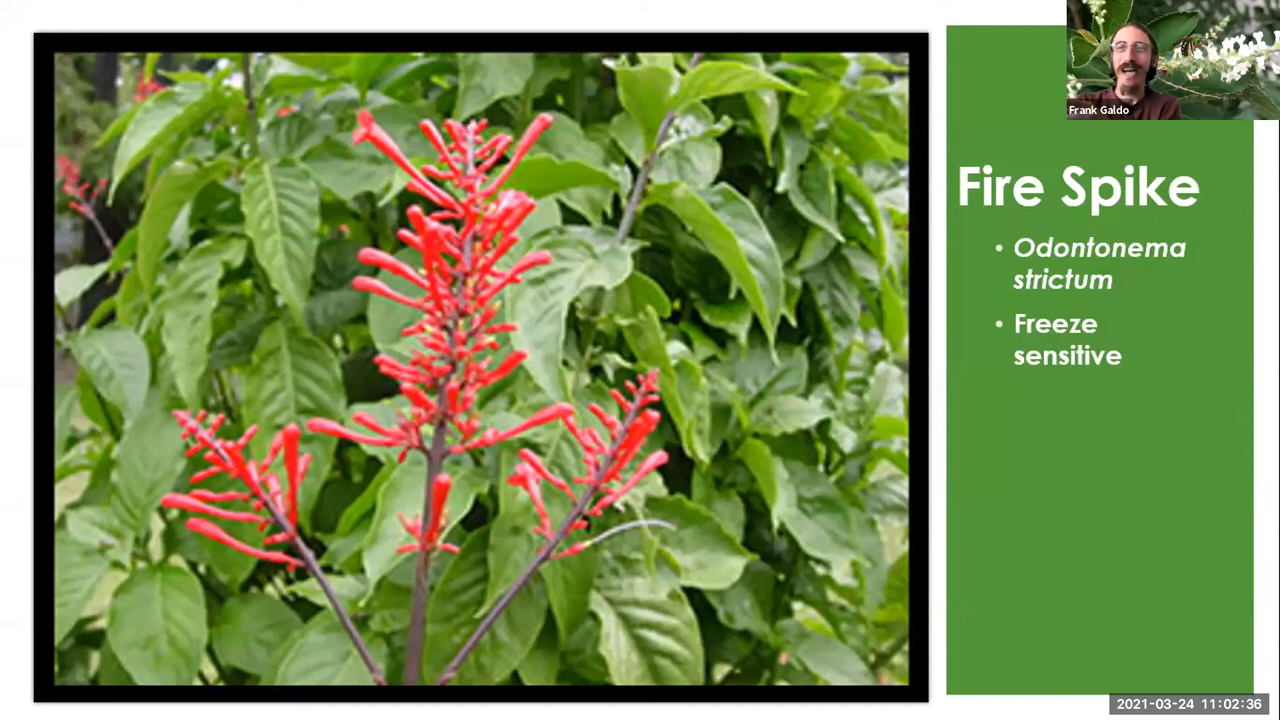 Frank Galdo
Fire Spike
• Odontonema
strictum
• Freeze
sensitive
2021-03-24 11:02:36